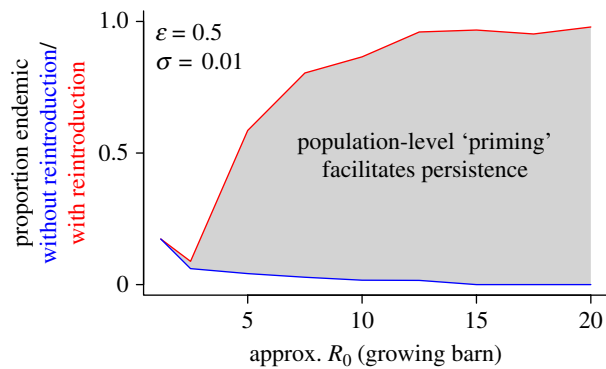 proportion endemic
without reintroduction/
with reintroduction
1.0
0.5
0
ε = 0.5
σ = 0.01
population-level ‘priming’
facilitates persistence
5 10 15 20
approx. R0 (growing barn)